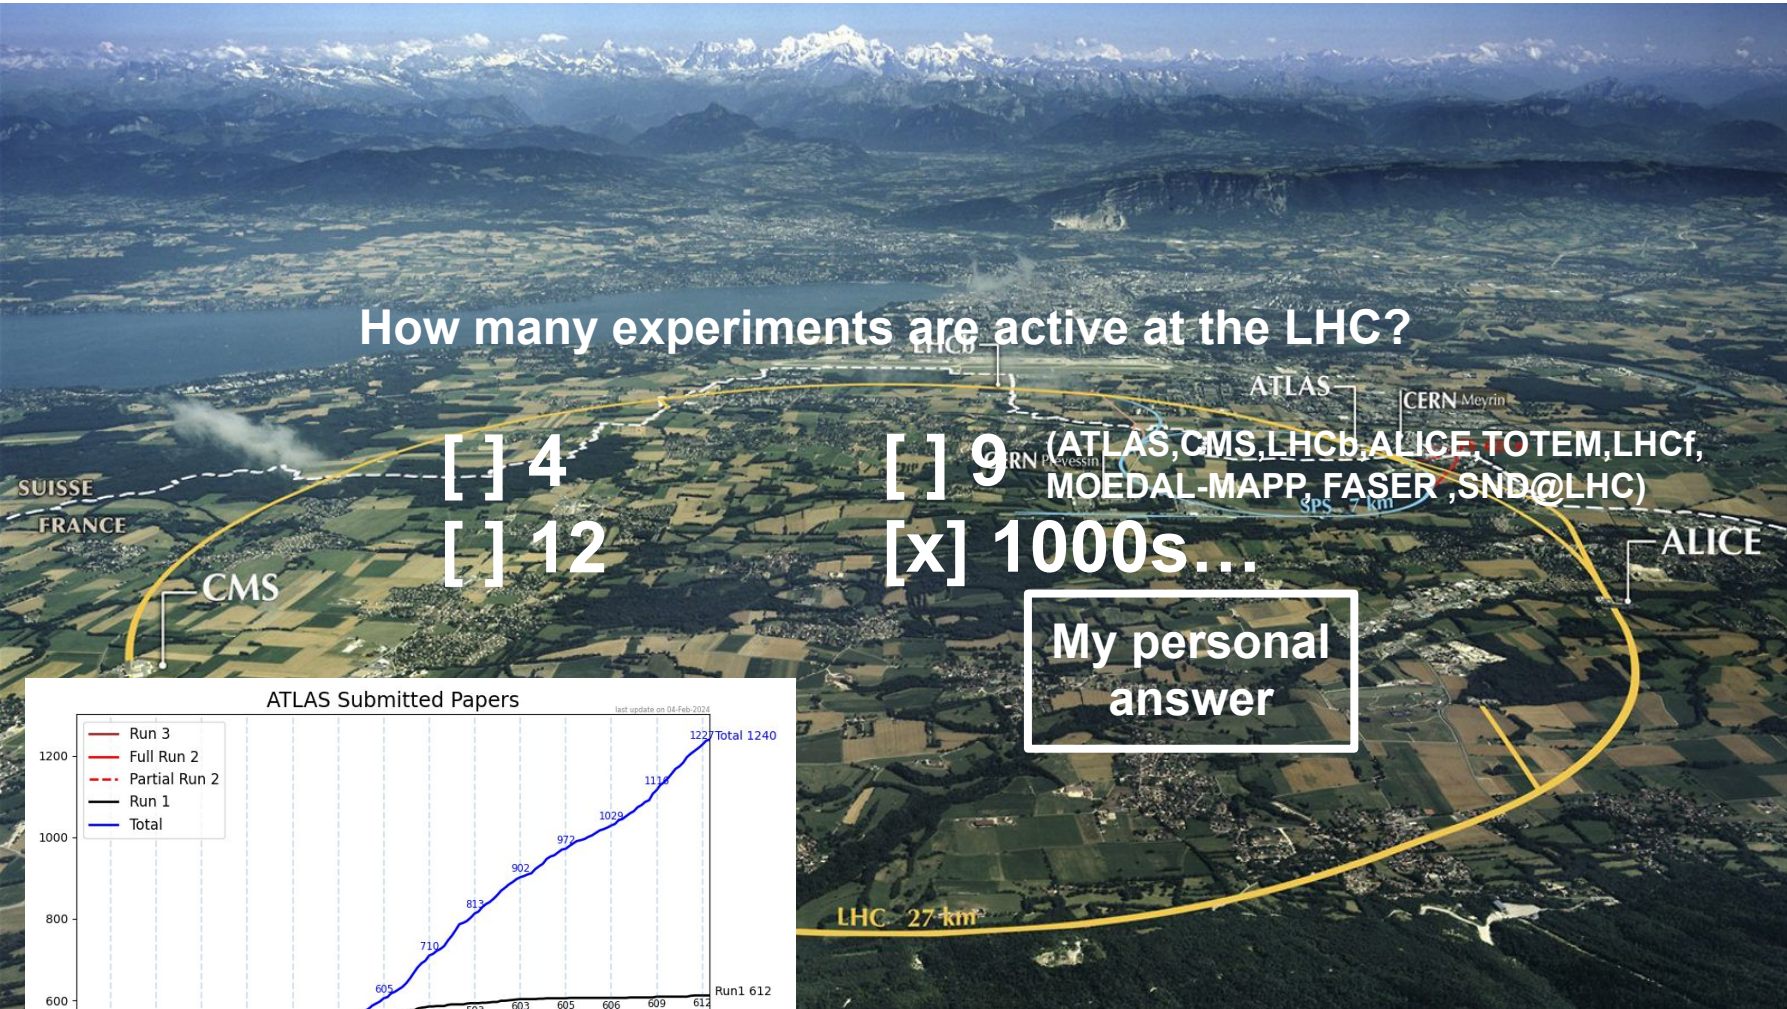 How many experiments are active at the LHC?
LHCb
ATLAS
CERN Meyrin
[ ] 4
[ ] 9
(ATLAS,CMS,LHCb,ALICE,TOTEM,LHCf,
MOEDAL-MAPP, FASER ,SND@LHC)
Prévessin
SPS 7 km
SUISSE
FRANCE
[ ] 12
[x] 1000s...
ALICE
CMS
My personal
answer
LHC 27 km
ATLAS Submitted Papers
last update on 04-Feb-2024
Run 3
Full Run 2
Partial Run 2
Run 1
Total
1200
1000
800
600
605
710
813
902
972
1029
1116
1227
Total 1240
603
605
606
609
612
Run1 612